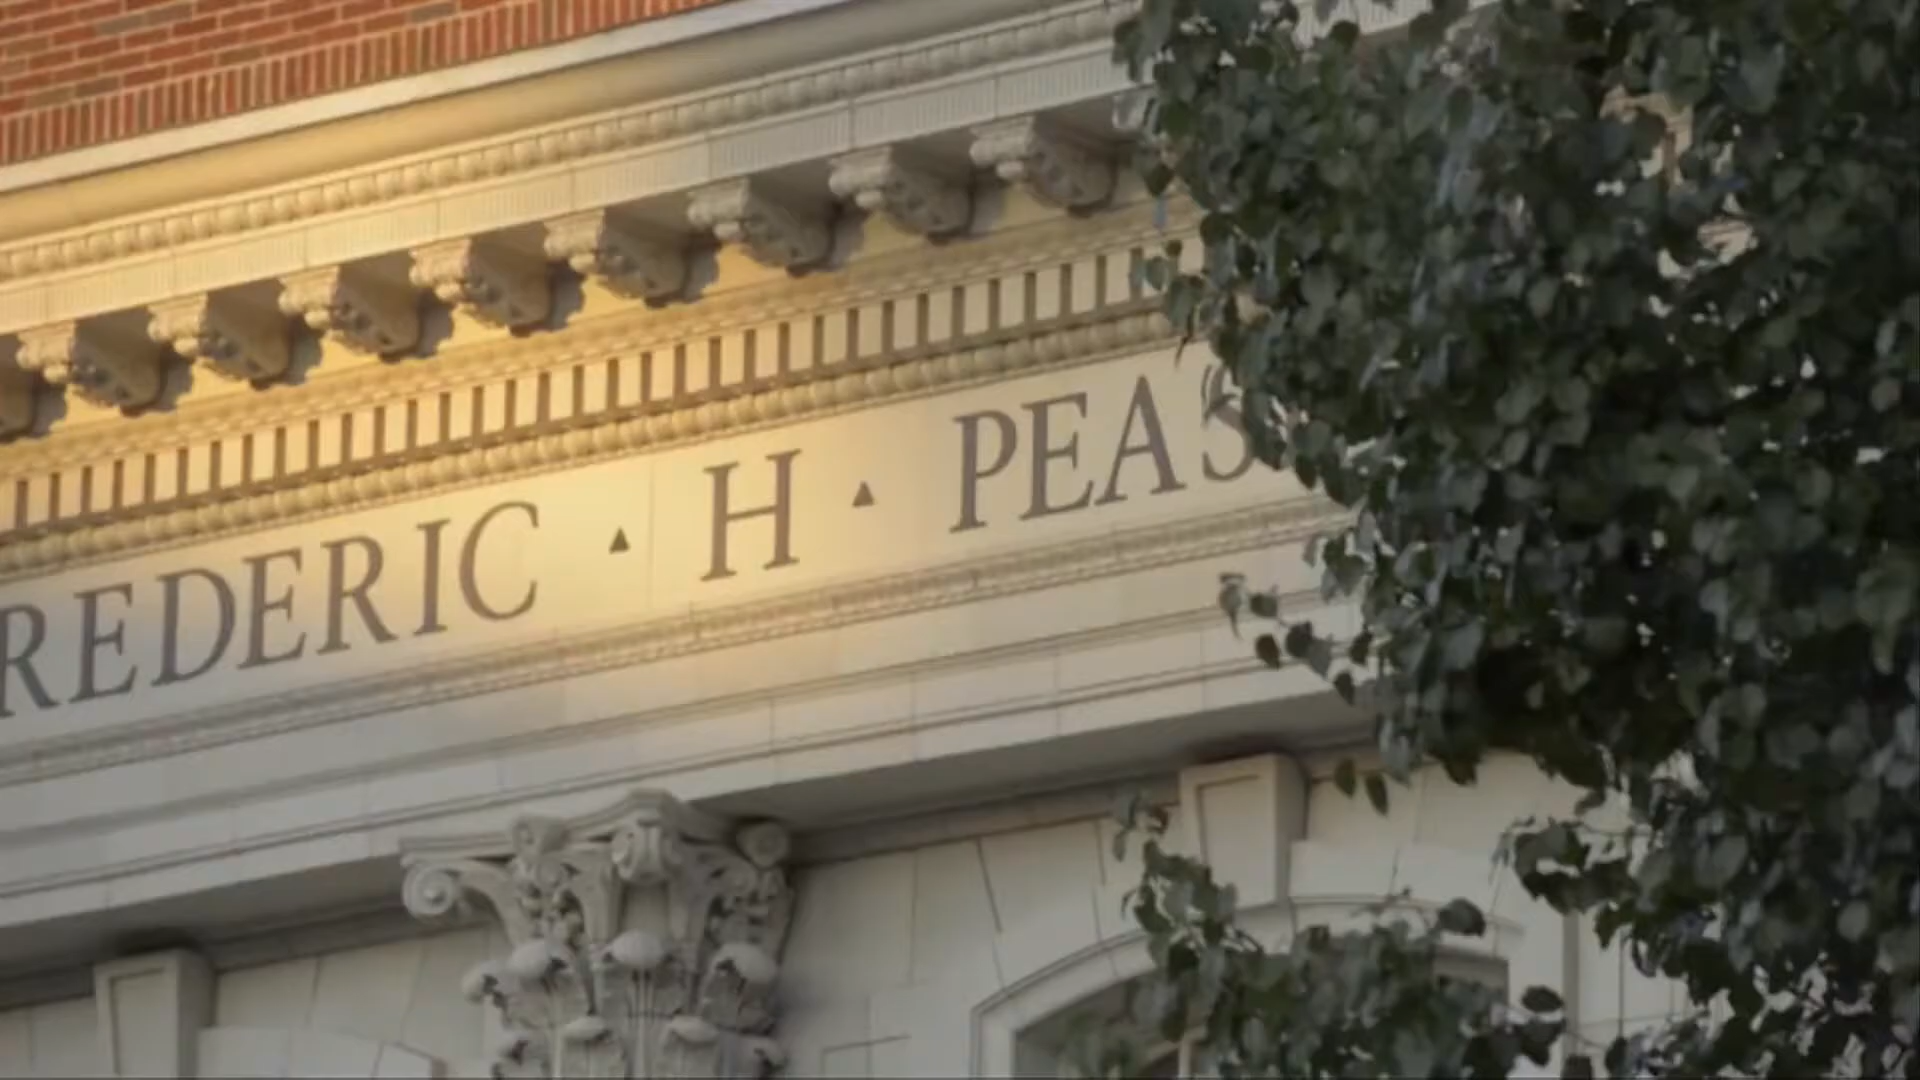 REDERIC ▴ H ▴ PEAS